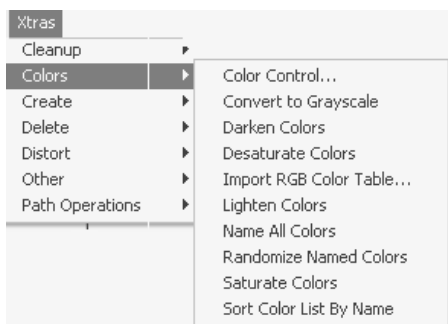 Xtras
Cleanup
Colors
Create
Delete
Distort
Other
Path Operations
Color Control...
Convert to Grayscale
Darken Colors
Desaturate Colors
Import RGB Color Table...
Lighten Colors
Name All Colors
Randomize Named Colors
Saturate Colors
Sort Color List By Name